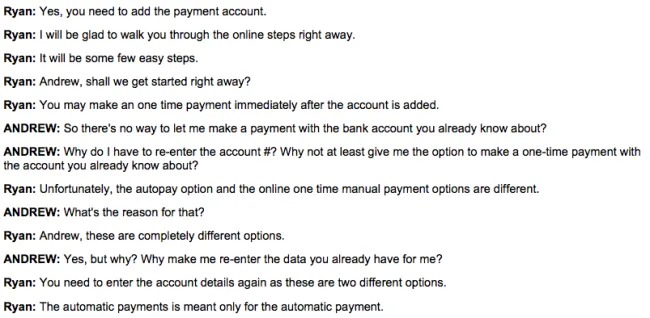 Ryan: Yes, you need to add the payment account.
Ryan: I will be glad to walk you through the online steps right away.
Ryan: It will be some few easy steps.
Ryan: Andrew, shall we get started right away?
Ryan: You may make an one time payment immediately after the account is added.
ANDREW: So there's no way to let me make a payment with the bank account you already know about?
ANDREW: Why do I have to re-enter the account #? Why not at least give me the option to make a one-time payment with
the account you already know about?
Ryan: Unfortunately, the autopay option and the online one time manual payment options are different.
ANDREW: What's the reason for that?
Ryan: Andrew, these are completely different options.
ANDREW: Yes, but why? Why make me re-enter the data you already have for me?
Ryan: You need to enter the account details again as these are two different options.
Ryan: The automatic payments is meant only for the automatic payment.